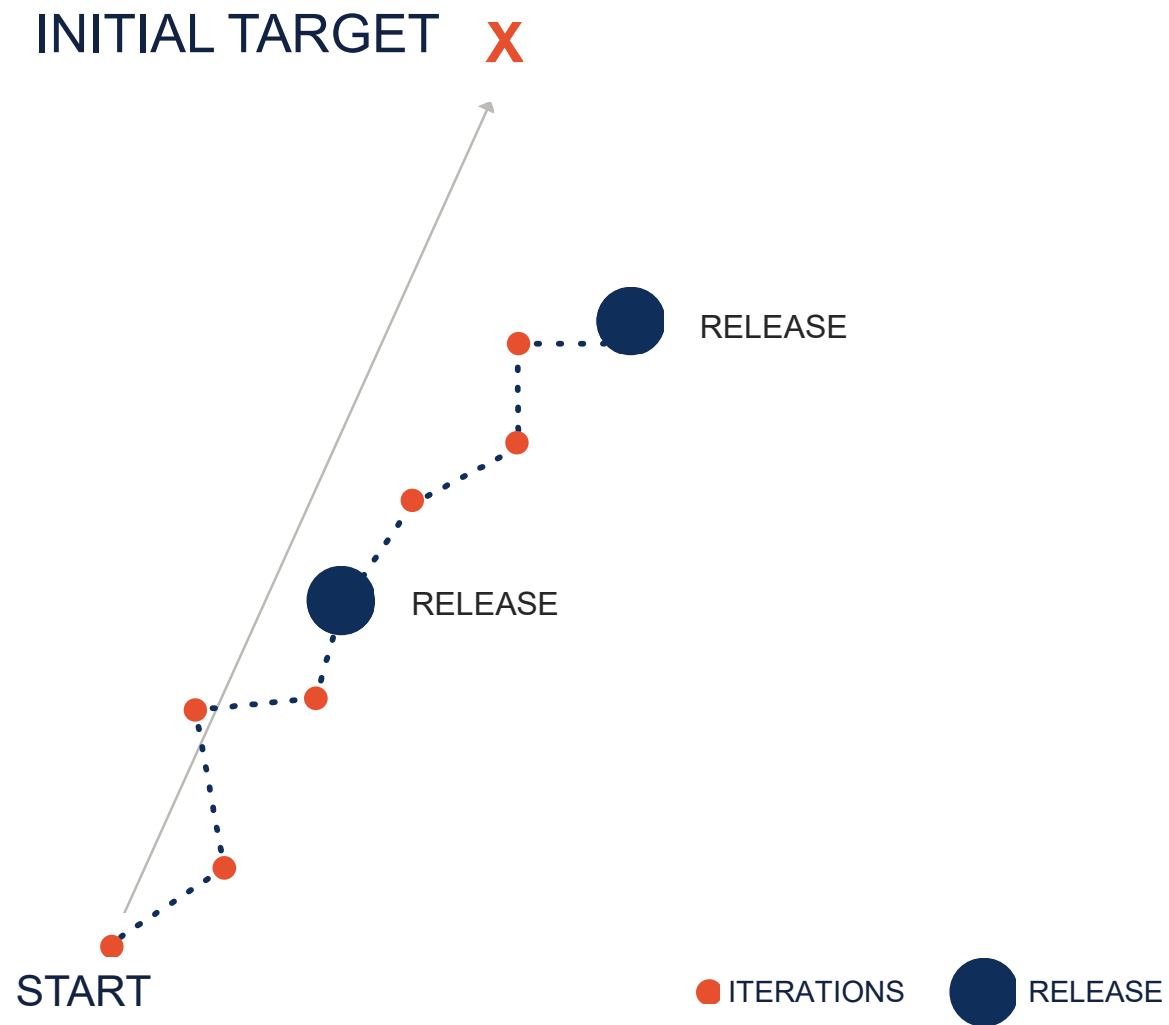 INITIAL TARGET X
RELEASE
RELEASE
START
ITERATIONS RELEASE